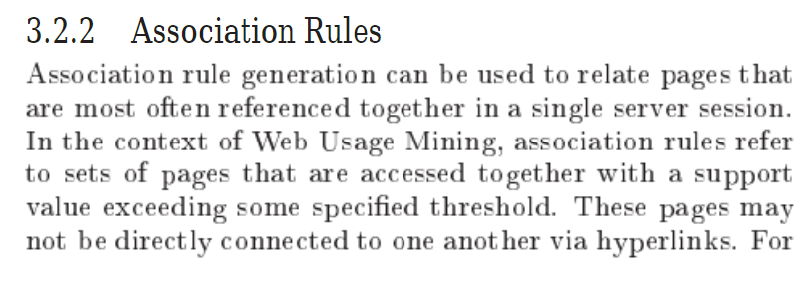 3.2.2 Association Rules
Association rule generation can be used to relate pages that
are most often referenced together in a single server session.
In the context of Web Usage Mining, association rules refer
to sets of pages that are accessed together with a support
value exceeding some specified threshold. These pages may
not be directly connected to one another via hyperlinks. For